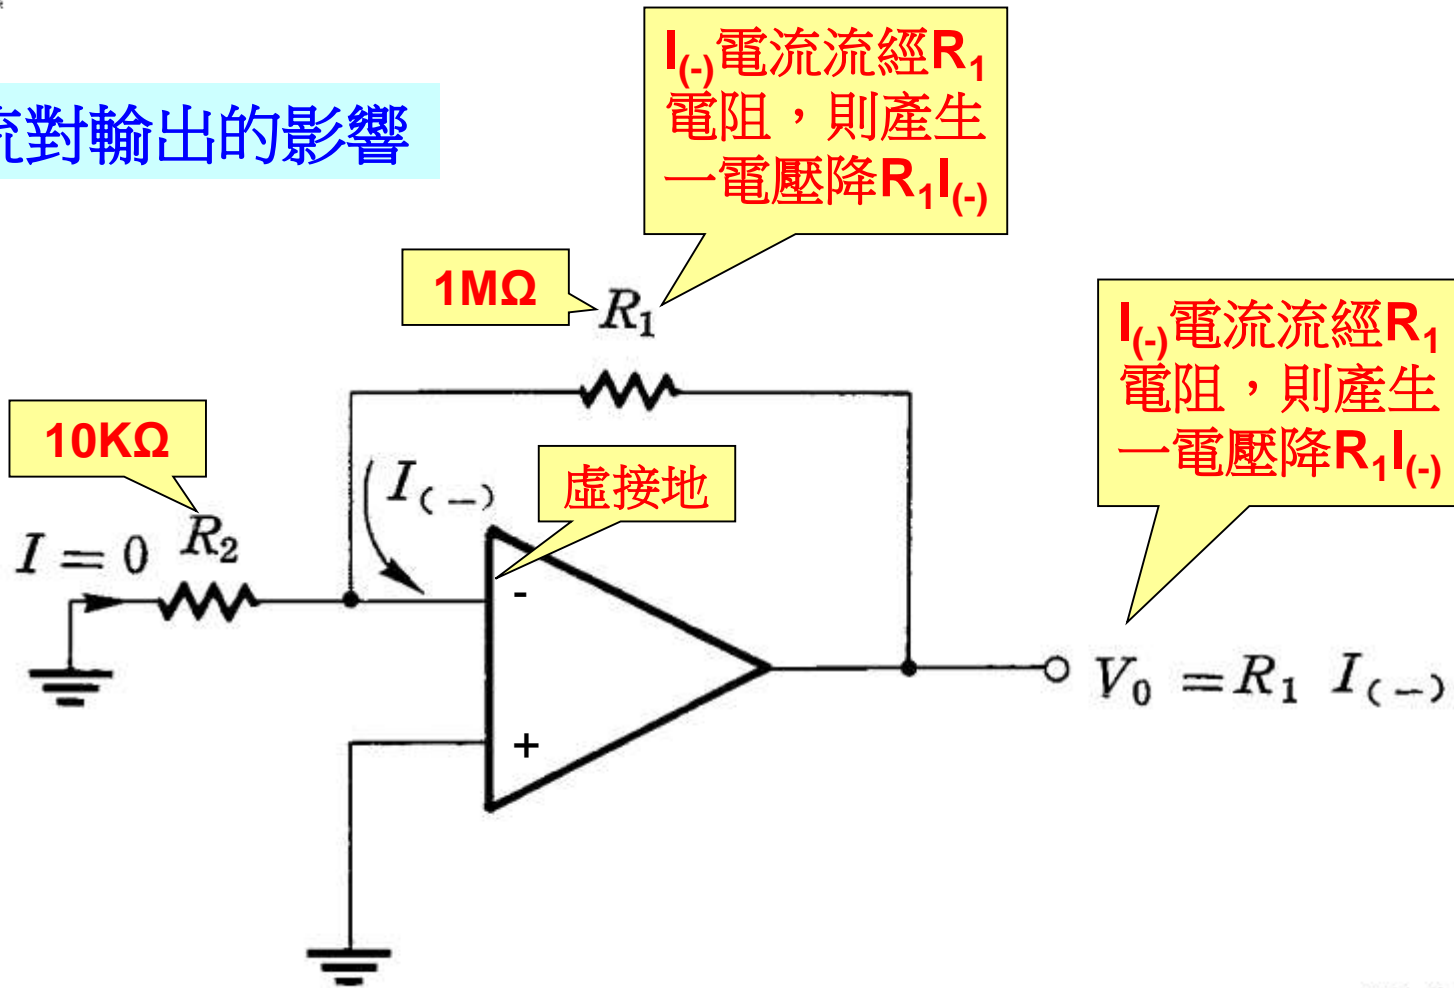 流對輸出的影響
I(-)電流流經R1
電阻，則產生
一電壓降R1I(-)
1MΩ
R1
I(-)電流流經R1
電阻，則產生
一電壓降R1I(-)
10KΩ
I(-)
虛接地
I = 0 R2
-
+
V0 = R1 I(-)